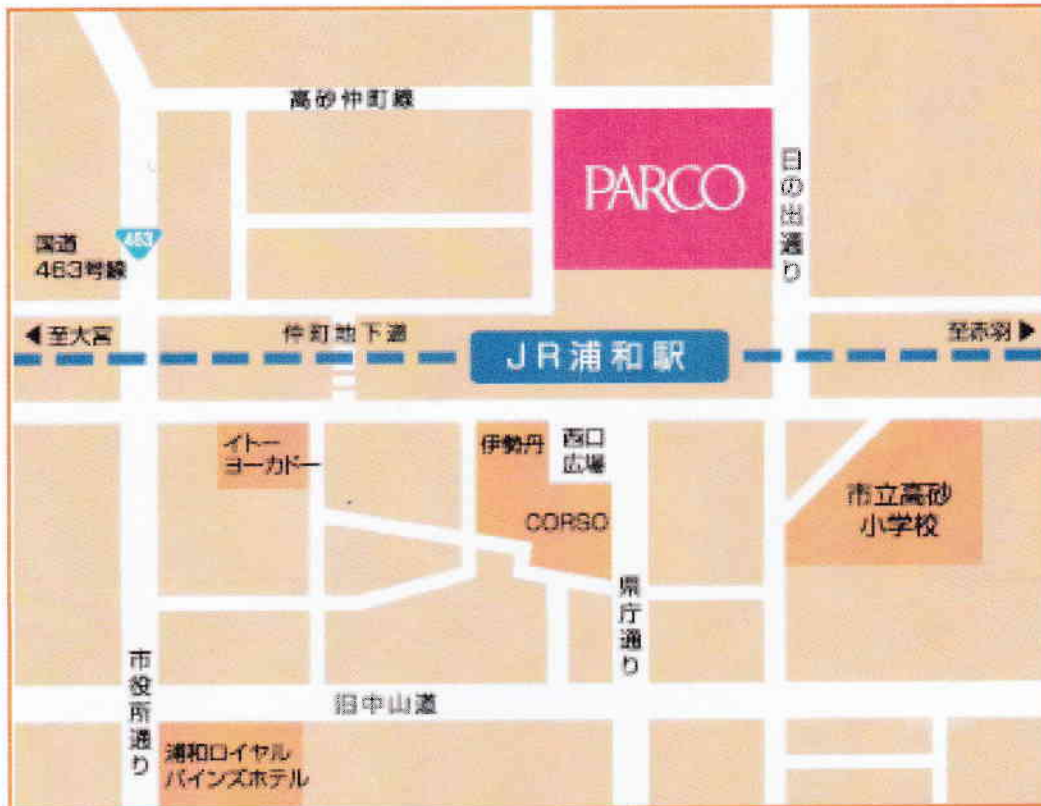 高砂仲町線
PARCO
日の出通り
463
国道
463号線
◀至大宮
仲町地下道
JR浦和駅
至赤羽▶
イトー
ヨーカドー
伊勢丹
西口
広場
CORSO
市立高砂
小学校
県庁通り
市役所通り
旧中山道
浦和ロイヤル
パインズホテル